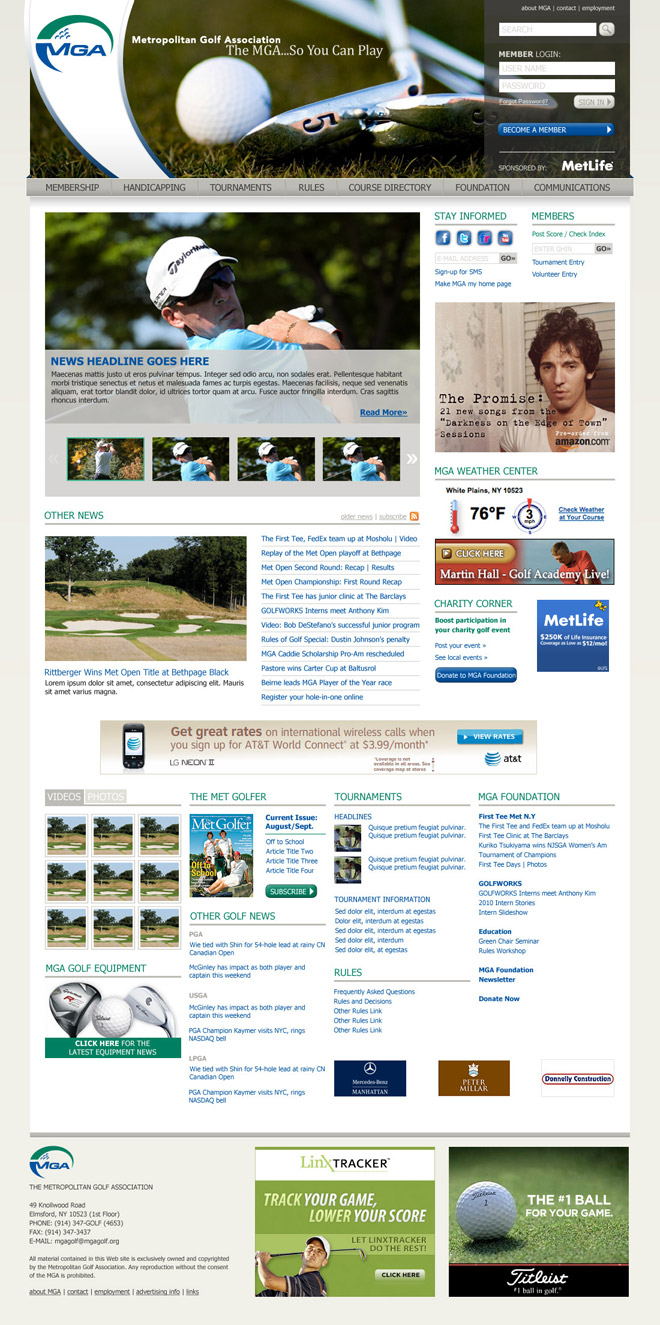 about MGA | contact | employment
MGA
Metropolitan Golf Association
The MGA...So You Can Play
SEARCH
MEMBER LOGIN:
USER NAME
PASSWORD
Forgot Password?
SIGN IN
BECOME A MEMBER
SPONSORED BY: MetLife
MEMBERSHIP
HANDICAPPING
TOURNAMENTS
RULES
COURSE DIRECTORY
FOUNDATION
COMMUNICATIONS
TaylorMade
NEWS HEADLINE GOES HERE
Maecenas mattis justo ut eros pulvinar tempus. Integer sed odio arcu, non sodales erat. Pellentesque habitant
morbi tristique senectus et netus et malesuada fames ac turpis egestas. Maecenas facilisis, neque sed venenatis
aliquam, erat tortor blandit dolor, id ultrices tortor quam at arcu. Fusce auctor fringilla interdum. Cras sagittis
rhoncus interdum.
Read More»
STAY INFORMED
E-MAIL ADDRESS GO»
Sign-up for SMS
Make MGA my home page
MEMBERS
Post Score / Check Index
ENTER GHIN GO»
Tournament Entry
Volunteer Entry
The Promise:
21 new songs from the
"Darkness on the Edge of Town"
Sessions
Pre-order from
amazon.com
MGA WEATHER CENTER
White Plains, NY 10523
76°F
3
mph
Check Weather
at Your Course
CLICK HERE
Martin Hall - Golf Academy Live!
CHARITY CORNER
Boost participation in
your charity golf event
Post your event »
See local events »
Donate to MGA Foundation
MetLife
$250K of Life Insurance
Coverage as Low as $12/mo!
OTHER NEWS
older news | subscribe
Rittberger Wins Met Open Title at Bethpage Black
Lorem ipsum dolor sit amet, consectetur adipiscing elit. Mauris
sit amet varius magna.
The First Tee, FedEx team up at Mosholu | Video
Replay of the Met Open playoff at Bethpage
Met Open Second Round: Recap | Results
Met Open Championship: First Round Recap
The First Tee has junior clinic at The Barclays
GOLFWORKS Interns meet Anthony Kim
Video: Bob DeStefano's successful junior program
Rules of Golf Special: Dustin Johnson's penalty
MGA Caddie Scholarship Pro-Am rescheduled
Pastore wins Carter Cup at Baltusrol
Beime leads MGA Player of the Year race
Register your hole-in-one online
Get great rates on international wireless calls when
you sign up for AT&T World Connect® at $3.99/month*
LG NEON II
*Coverage is not
available in all areas. See
coverage map at stores
VIEW RATES
at&t
VIDEOS
PHOTOS
MGA GOLF EQUIPMENT
CLICK HERE FOR THE
LATEST EQUIPMENT NEWS
THE MET GOLFER
Met Golfer
Off to
School
Current Issue:
August/Sept.
Off to School
Article Title Two
Article Title Three
Article Title Four
SUBSCRIBE
OTHER GOLF NEWS
PGA
Wie tied with Shin for 54-hole lead at rainy CN
Canadian Open
McGinley has impact as both player and
captain this weekend
USGA
McGinley has impact as both player and
captain this weekend
PGA Champion Kaymer visits NYC, rings
NASDAQ bell
LPGA
Wie tied with Shin for 54-hole lead at rainy CN
Canadian Open
PGA Champion Kaymer visits NYC, rings
NASDAQ bell
TOURNAMENTS
HEADLINES
Quisque pretium feugiat pulvinar.
Quisque pretium feugiat pulvinar.
Quisque pretium feugiat pulvinar.
Quisque pretium feugiat pulvinar.
TOURNAMENT INFORMATION
Sed dolor elit, interdum at egestas
Dolor elit, interdum at egestas
Sed dolor elit, interdum at egestas
Sed dolor elit, interdum
Sed dolor elit, at egestas
RULES
Frequently Asked Questions
Rules and Decisions
Other Rules Link
Other Rules Link
Other Rules Link
MGA FOUNDATION
First Tee Met N.Y
The First Tee and FedEx team up at Mosholu
First Tee Clinic at The Barclays
Kuriko Tsukiyama wins NJSGA Women's Am
Tournament of Champions
First Tee Days | Photos
GOLFWORKS
GOLFWORKS Interns meet Anthony Kim
2010 Intern Stories
Intern Slideshow
Education
Green Chair Seminar
Rules Workshop
MGA Foundation
Newsletter
Donate Now
Mercedes-Benz
MANHATTAN
PETER
MILLAR
Donnelly Construction
MGA
THE METROPOLITAN GOLF ASSOCIATION
49 Knollwood Road
Elmsford, NY 10523 (1st Floor)
PHONE: (914) 347-GOLF (4653)
FAX: (914) 347-3437
E-MAIL: mgagolf@mgagolf.org
All material contained in this Web site is exclusively owned and copyrighted
by the Metropolitan Golf Association. Any reproduction without the consent
of the MGA is prohibited.
about MGA | contact | employment | advertising info | links
LinxTRACKER™
TRACK YOUR GAME,
LOWER YOUR SCORE
LET LINXTRACKER
DO THE REST!
CLICK HERE
Titleist
THE #1 BALL
FOR YOUR GAME.
Titleist
#1 ball in golf.®